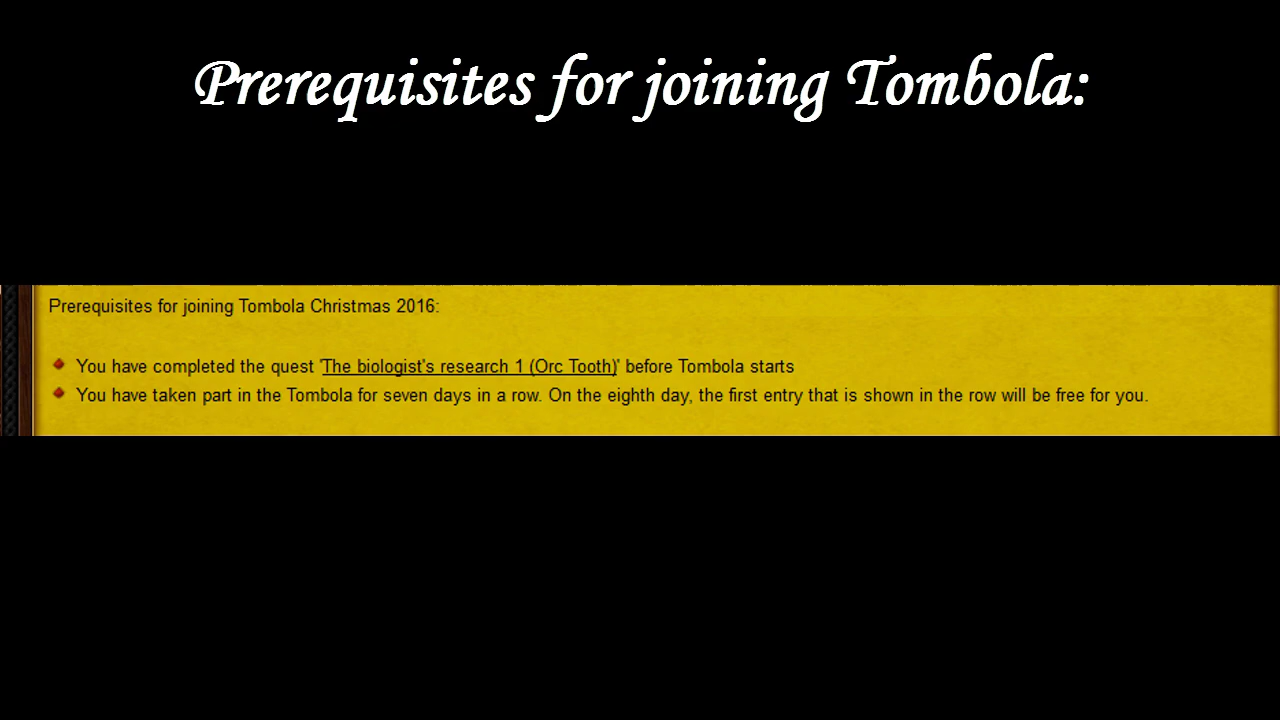 Prerequisites for joining Tombola:
Prerequisites for joining Tombola Christmas 2016:
You have completed the quest 'The biologist's research 1 (Orc Tooth)' before Tombola starts
You have taken part in the Tombola for seven days in a row. On the eighth day, the first entry that is shown in the row will be free for you.